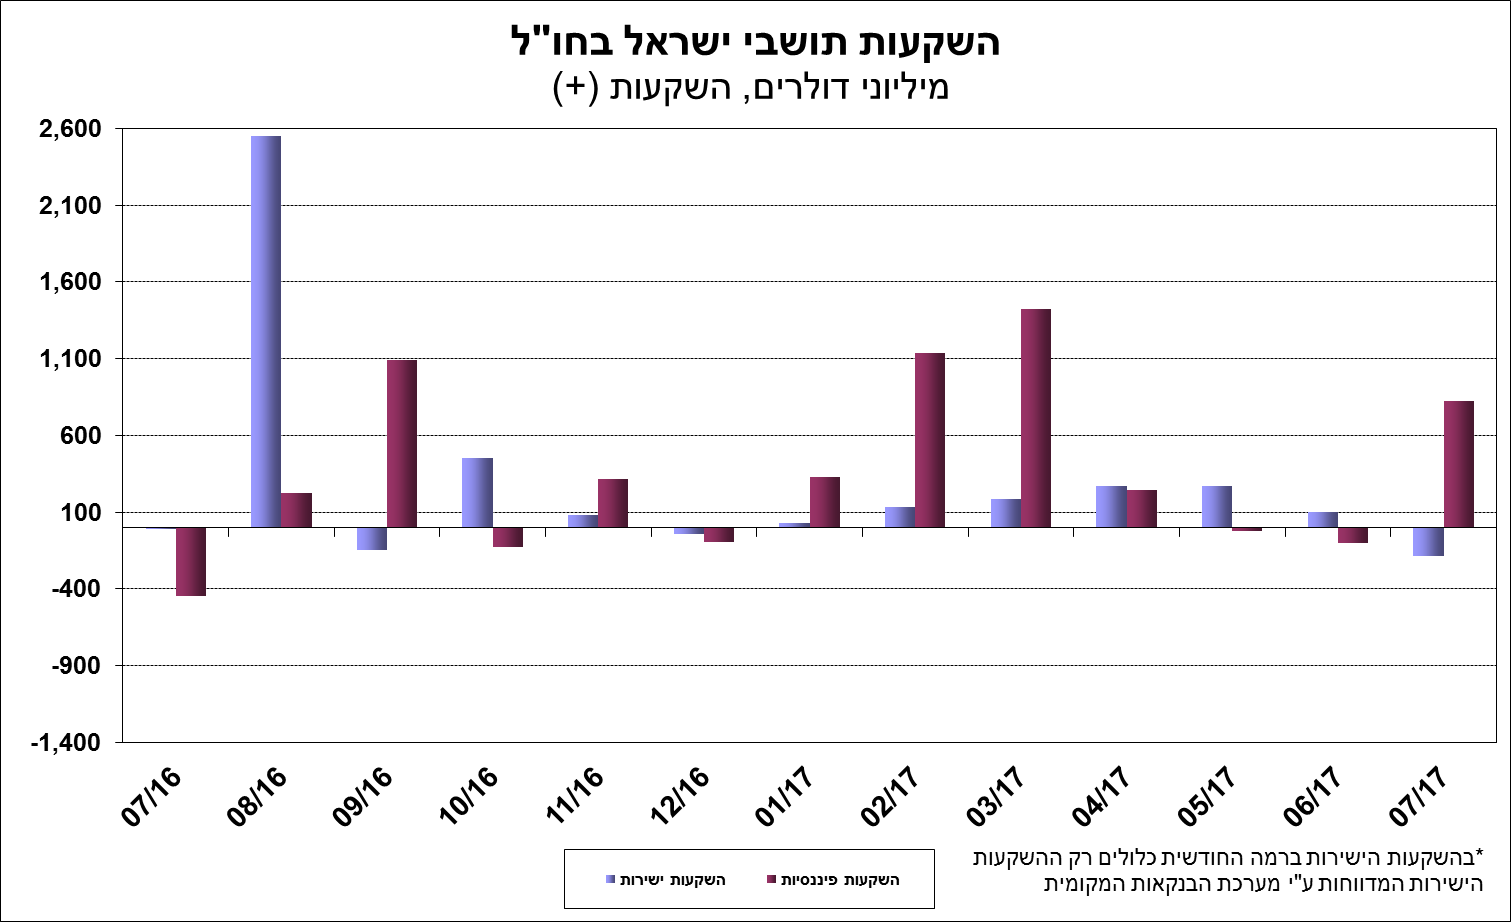 השקעות תושבי ישראל בחו"ל
מיליוני דולרים, השקעות (+)
2,600
2,100
1,600
1,100
600
100
-400
-900
-1,400
07/16 08/16 09/16 10/16 11/16 12/16 01/17 02/17 03/17 04/17 05/17 06/17 07/17
השקעות פיננסיות השקעות ישירות
*בהשקעות הישירות ברמה החודשית כלולים רק ההשקעות
הישירות המדווחות ע"י מערכת הבנקאות המקומית